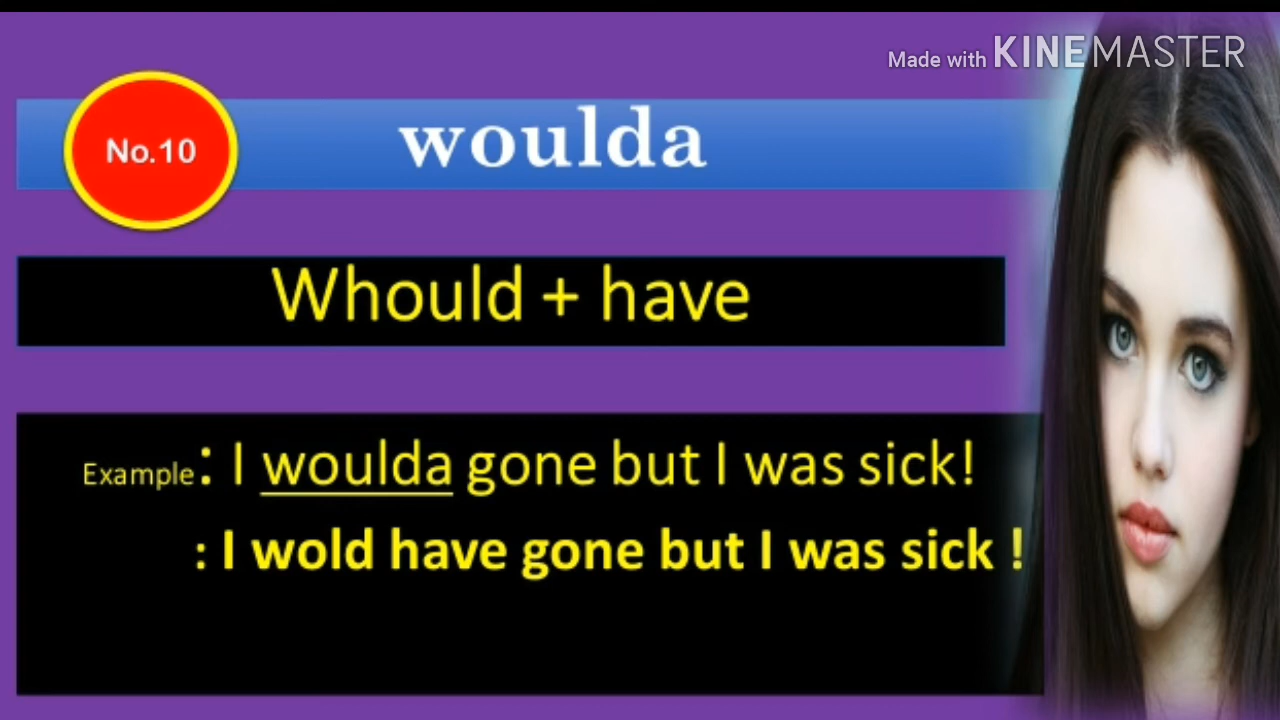 Made with KINEMASTER
No.10
woulda
Whould + have
Example: I woulda gone but I was sick!
: I wold have gone but I was sick !